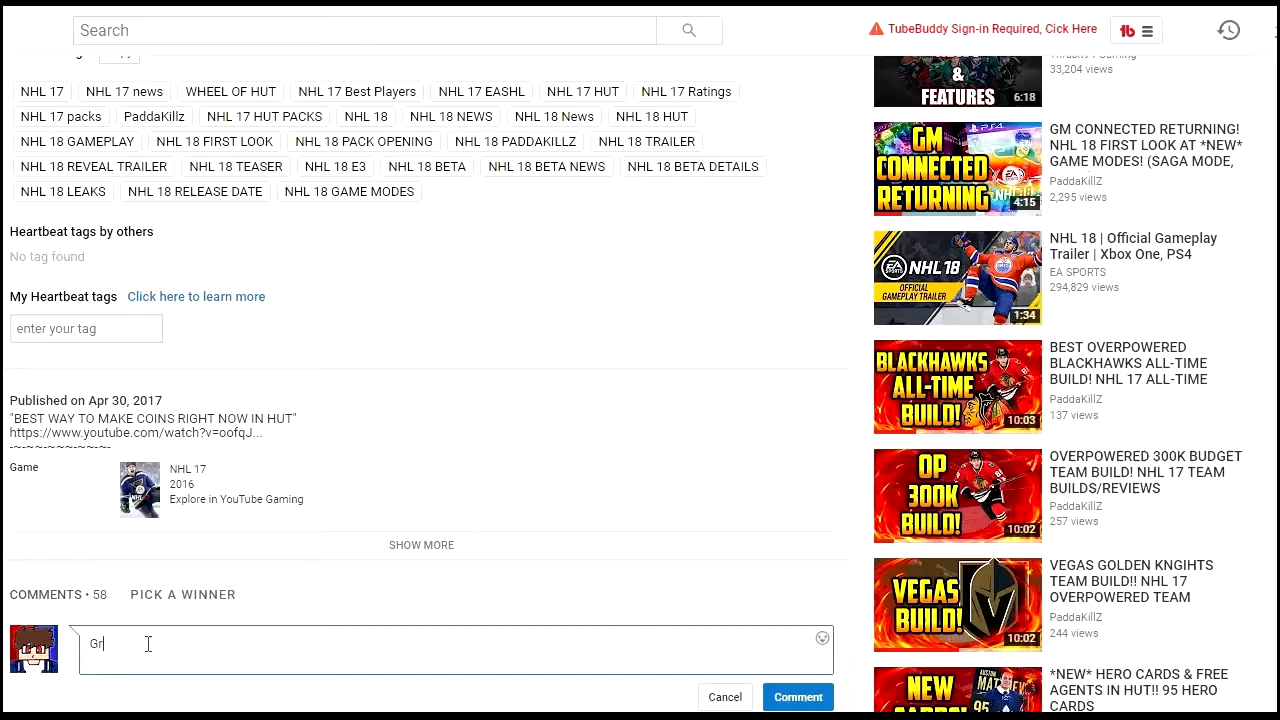 Search
TubeBuddy Sign-in Required, Cick Here
NHL 17 NHL 17 news WHEEL OF HUT NHL 17 Best Players NHL 17 EASHL NHL 17 HUT NHL 17 Ratings
NHL 17 packs PaddaKillz NHL 17 HUT PACKS NHL 18 NHL 18 NEWS NHL 18 News NHL 18 HUT
NHL 18 GAMEPLAY NHL 18 PACK OPENING NHL 18 PADDAKILLZ NHL 18 TRAILER
NHL 18 REVEAL TRAILER NHL 18 TEASER NHL 18 E3 NHL 18 BETA NHL 18 BETA NEWS NHL 18 BETA DETAILS
NHL 18 LEAKS NHL 18 RELEASE DATE NHL 18 GAME MODES
Heartbeat tags by others
No tag found
My Heartbeat tags Click here to learn more
enter your tag
Published on Apr 30, 2017
"BEST WAY TO MAKE COINS RIGHT NOW IN HUT"
https://www.youtube.com/watch?v=oofqJ...
-~-~~-~~~-~~-~-
Game
NHL 17
2016
Explore in YouTube Gaming
SHOW MORE
COMMENTS • 58 PICK A WINNER
Gr
Cancel Comment
&
FEATURES
6:18
33,204 views
GM
CONNECTED
RETURNING!
4:15
GM CONNECTED RETURNING!
NHL 18 FIRST LOOK AT *NEW*
GAME MODES! (SAGA MODE,
PaddaKillZ
2,295 views
EA SPORTS
NHL 18
OFFICIAL
GAMEPLAY TRAILER
1:34
NHL 18 | Official Gameplay
Trailer | Xbox One, PS4
EA SPORTS
294,829 views
BLACKHAWKS
ALL-TIME
BUILD!
10:03
BEST OVERPOWERED
BLACKHAWKS ALL-TIME
BUILD! NHL 17 ALL-TIME
PaddaKillZ
137 views
OP
300K
BUILD!
10:02
OVERPOWERED 300K BUDGET
TEAM BUILD! NHL 17 TEAM
BUILDS/REVIEWS
PaddaKillZ
257 views
VEGAS
BUILD!
10:02
VEGAS GOLDEN KNGIHTS
TEAM BUILD!! NHL 17
OVERPOWERED TEAM
PaddaKillZ
244 views
NEW
95
*NEW* HERO CARDS & FREE
AGENTS IN HUT!! 95 HERO
CARDS